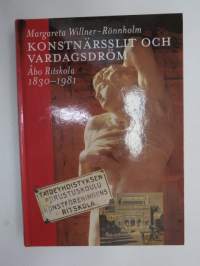 Margareta Willner-Rönnholm
KONSTNÄRSSLIT OCH
VARDAGSDRÖM
Åbo Ritskola
1830–1981
TAIDEYHDISTYKSEN
PIIRUSTUSKOULU
KONSTFÖRENINGENS
RITSKOLA.